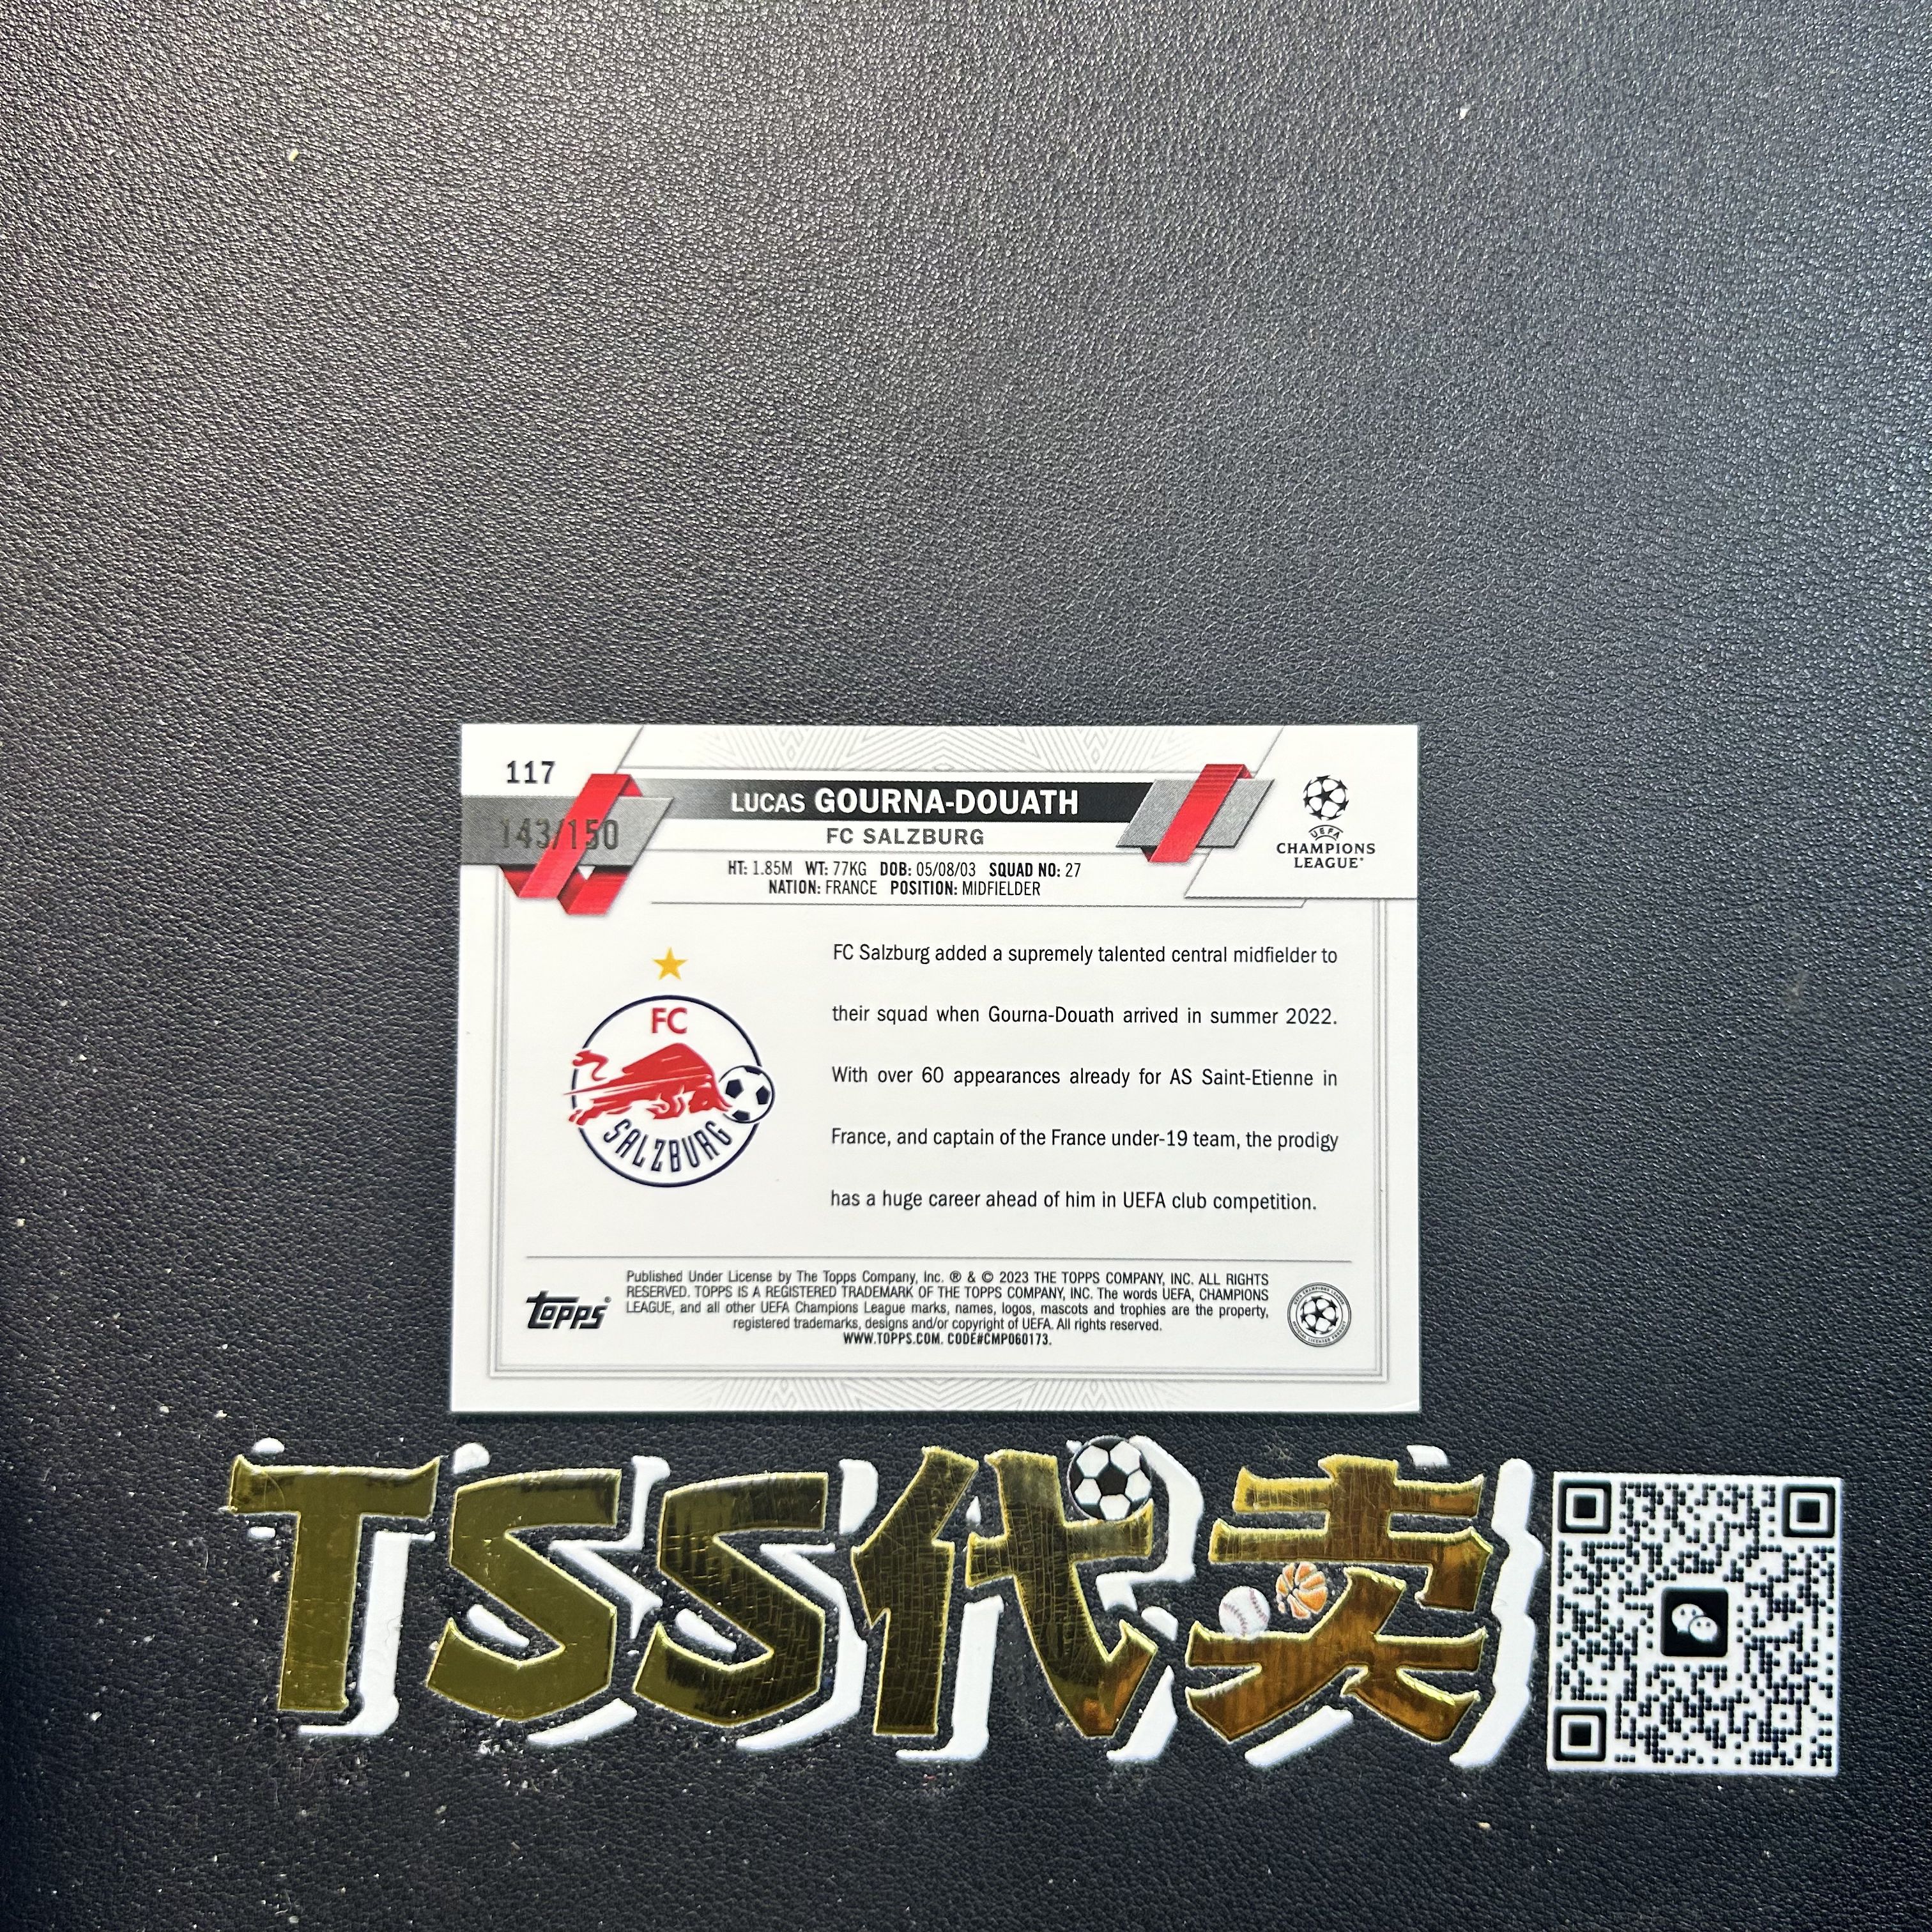 117
143/150
LUCAS GOURNA-DOUATH
FC SALZBURG
HT: 1.85M WT: 77KG DOB: 05/08/03 SQUAD NO: 27
NATION: FRANCE POSITION: MIDFIELDER
UEFA
CHAMPIONS
LEAGUE®
FC
SALZBURG
FC Salzburg added a supremely talented central midfielder to
their squad when Gourna-Douath arrived in summer 2022.
With over 60 appearances already for AS Saint-Etienne in
France, and captain of the France under-19 team, the prodigy
has a huge career ahead of him in UEFA club competition.
topps®
Published Under License by The Topps Company, Inc. ® & © 2023 THE TOPPS COMPANY, INC. ALL RIGHTS
RESERVED. TOPPS IS A REGISTERED TRADEMARK OF THE TOPPS COMPANY, INC. The words UEFA, CHAMPIONS
LEAGUE, and all other UEFA Champions League marks, names, logos, mascots and trophies are the property,
registered trademarks, designs and/or copyright of UEFA. All rights reserved.
WWW.TOPPS.COM. CODE#CMP060173.
TSS代卖